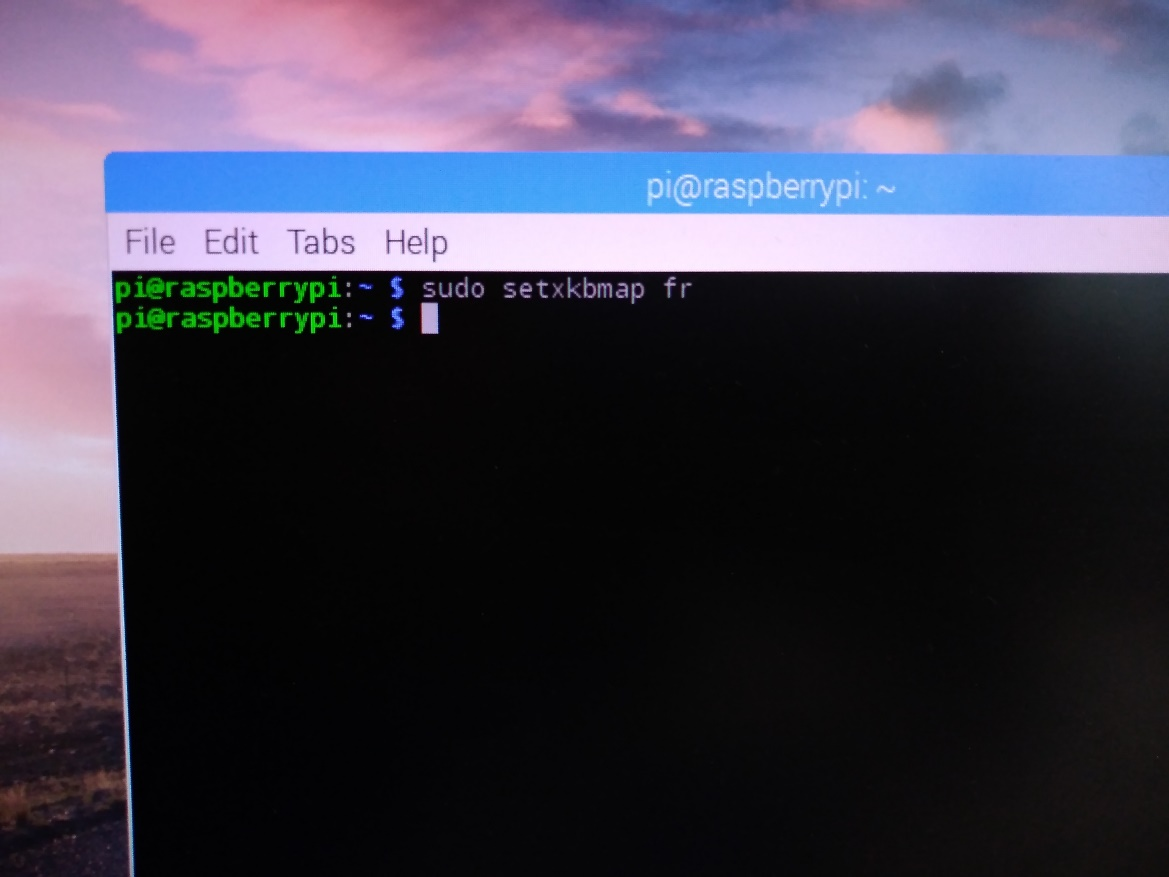 pi@raspberrypi: ~
File Edit Tabs Help
pi@raspberrypi:~ $ sudo setxkbmap fr
pi@raspberrypi:~ $